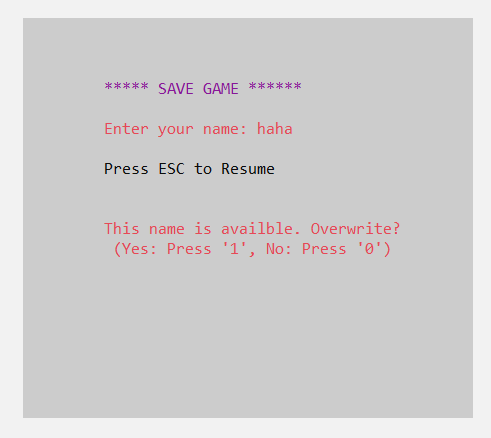 ***** SAVE GAME ******
Enter your name: haha
Press ESC to Resume
This name is availble. Overwrite?
(Yes: Press '1', No: Press '0')